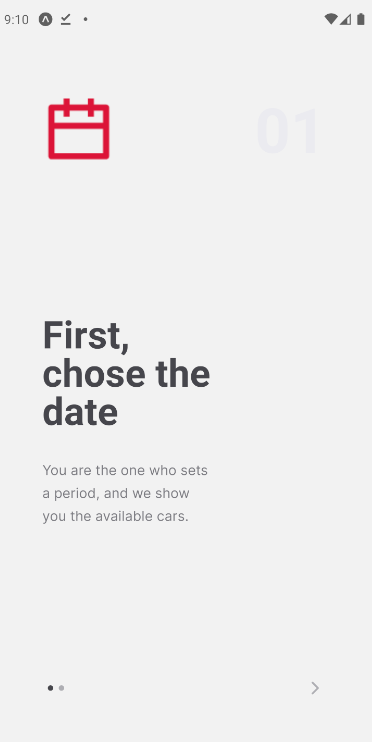 9:10
01
First,
chose the
date
You are the one who sets
a period, and we show
you the available cars.